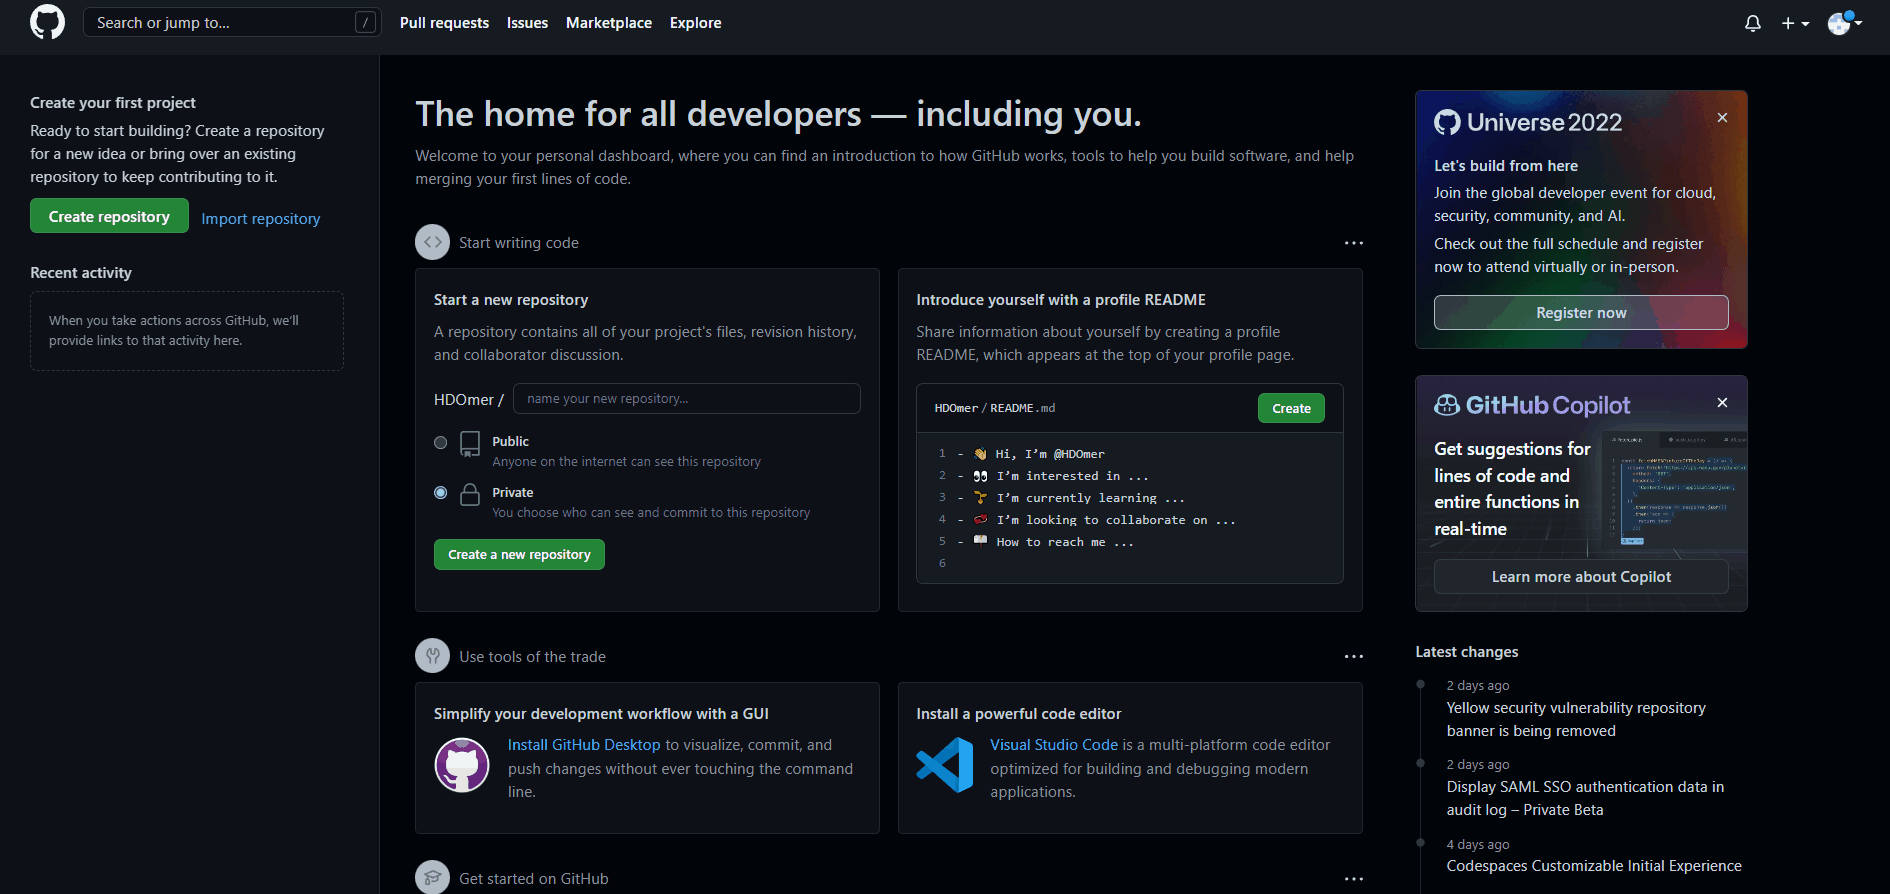 Search or jump to...
/
Pull requests
Issues
Marketplace
Explore
Create your first project
Ready to start building? Create a repository
for a new idea or bring over an existing
repository to keep contributing to it.
Create repository
Import repository
Recent activity
When you take actions across GitHub, we'll
provide links to that activity here.
The home for all developers — including you.
Welcome to your personal dashboard, where you can find an introduction to how GitHub works, tools to help you build software, and help
merging your first lines of code.
Start writing code
Start a new repository
A repository contains all of your project's files, revision history,
and collaborator discussion.
HDOmer /
name your new repository...
Public
Anyone on the internet can see this repository
Private
You choose who can see and commit to this repository
Create a new repository
Introduce yourself with a profile README
Share information about yourself by creating a profile
README, which appears at the top of your profile page.
HDOmer / README.md
Create
1 - 👋 Hi, I'm @HDOmer
2 - 👀 I'm interested in ...
3 - 🌱 I'm currently learning ...
4 - 💞️ I'm looking to collaborate on ...
5 - 📫 How to reach me ...
6
Use tools of the trade
Simplify your development workflow with a GUI
Install GitHub Desktop to visualize, commit, and
push changes without ever touching the command
line.
Install a powerful code editor
Visual Studio Code is a multi-platform code editor
optimized for building and debugging modern
applications.
Get started on GitHub
Universe 2022
Let's build from here
Join the global developer event for cloud,
security, community, and AI.
Check out the full schedule and register
now to attend virtually or in-person.
Register now
GitHub Copilot
Get suggestions for
lines of code and
entire functions in
real-time
Learn more about Copilot
Latest changes
2 days ago
Yellow security vulnerability repository
banner is being removed
2 days ago
Display SAML SSO authentication data in
audit log – Private Beta
4 days ago
Codespaces Customizable Initial Experience